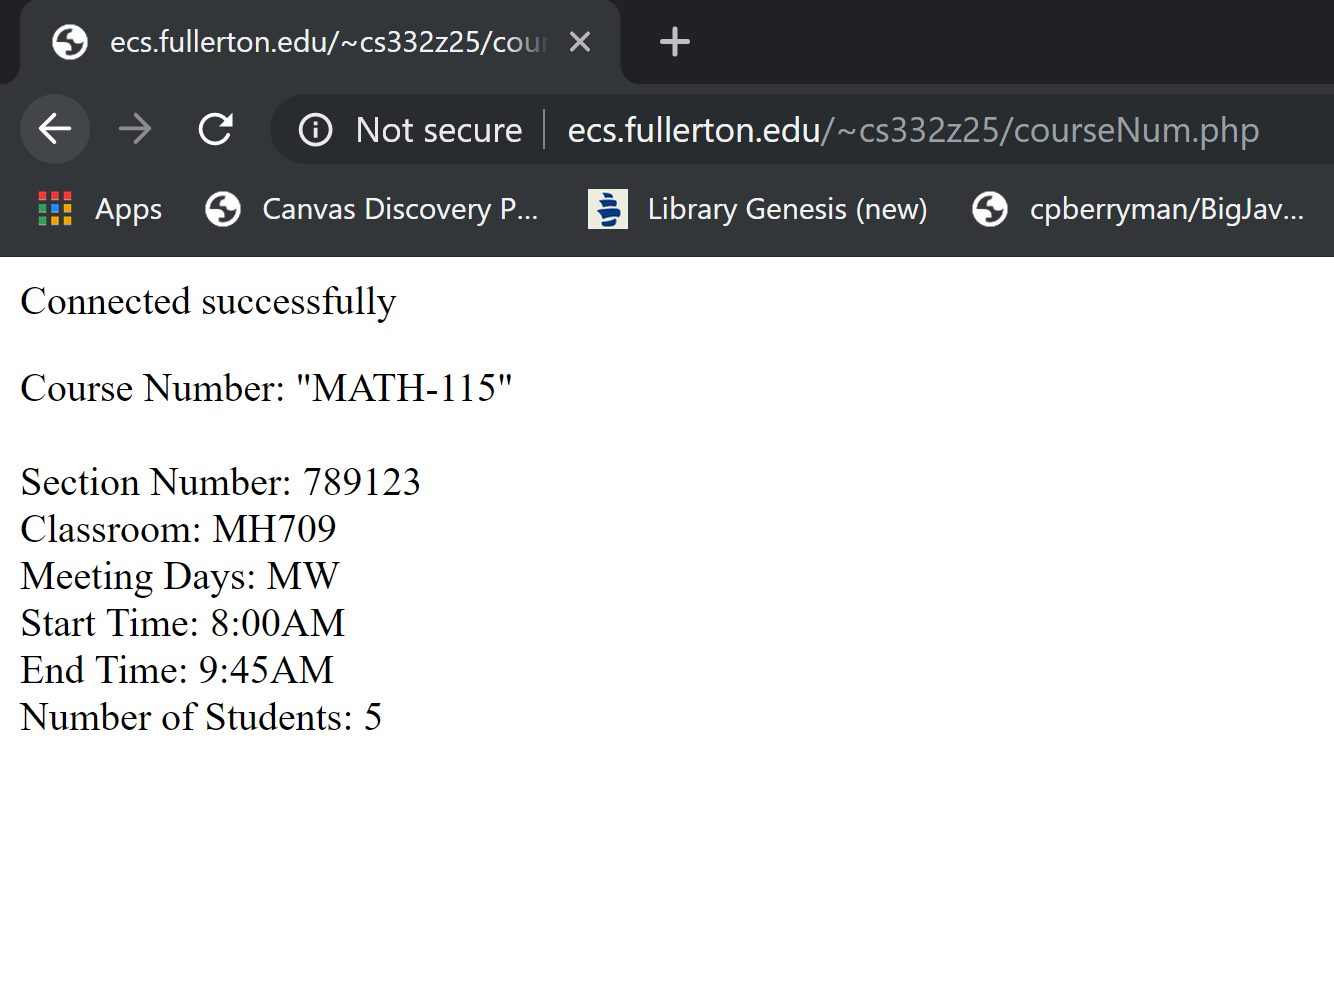 ecs.fullerton.edu/~cs332z25/cour
Not secure ecs.fullerton.edu/~cs332z25/courseNum.php
Apps Canvas Discovery P... Library Genesis (new) cpberryman/BigJav...
Connected successfully
Course Number: "MATH-115"
Section Number: 789123
Classroom: MH709
Meeting Days: MW
Start Time: 8:00AM
End Time: 9:45AM
Number of Students: 5